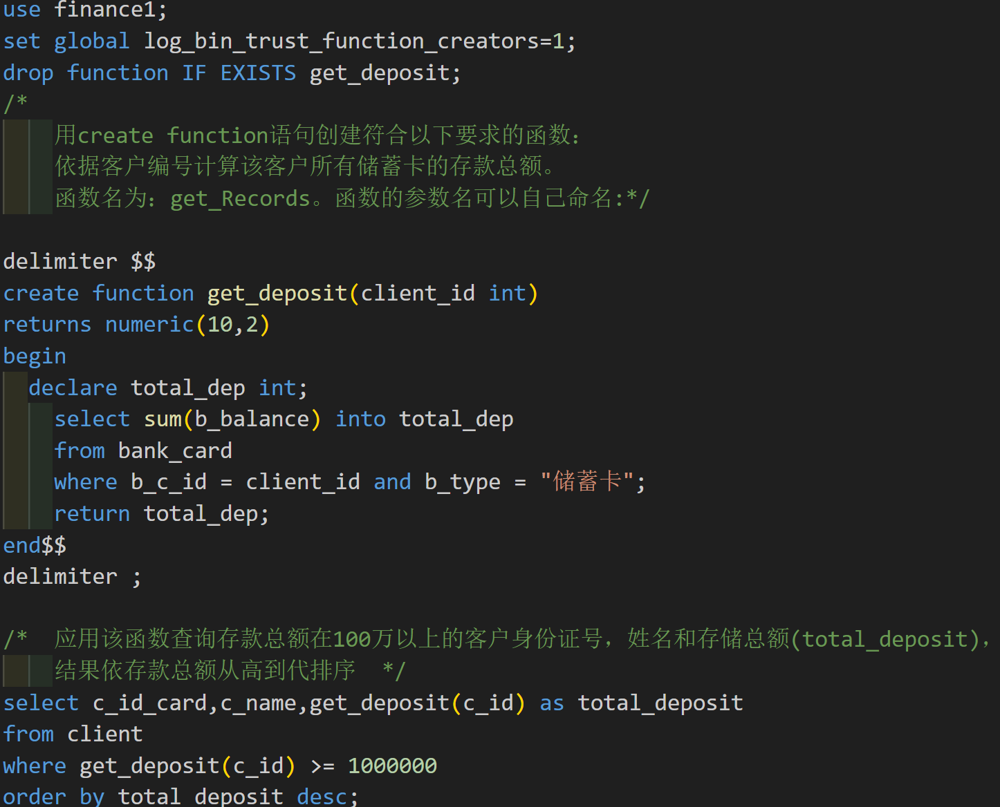 use finance1;
set global log_bin_trust_function_creators=1;
drop function IF EXISTS get_deposit;
/*
用create function语句创建符合以下要求的函数：
依据客户编号计算该客户所有储蓄卡的存款总额。
函数名为：get_Records。函数的参数名可以自己命名:*/
delimiter $$
create function get_deposit(client_id int)
returns numeric(10,2)
begin
declare total_dep int;
select sum(b_balance) into total_dep
from bank_card
where b_c_id = client_id and b_type = "储蓄卡";
return total_dep;
end$$
delimiter ;
/*  应用该函数查询存款总额在100万以上的客户身份证号，姓名和存储总额(total_deposit)，
结果依存款总额从高到代排序  */
select c_id_card,c_name,get_deposit(c_id) as total_deposit
from client
where get_deposit(c_id) >= 1000000
order by total_deposit desc;